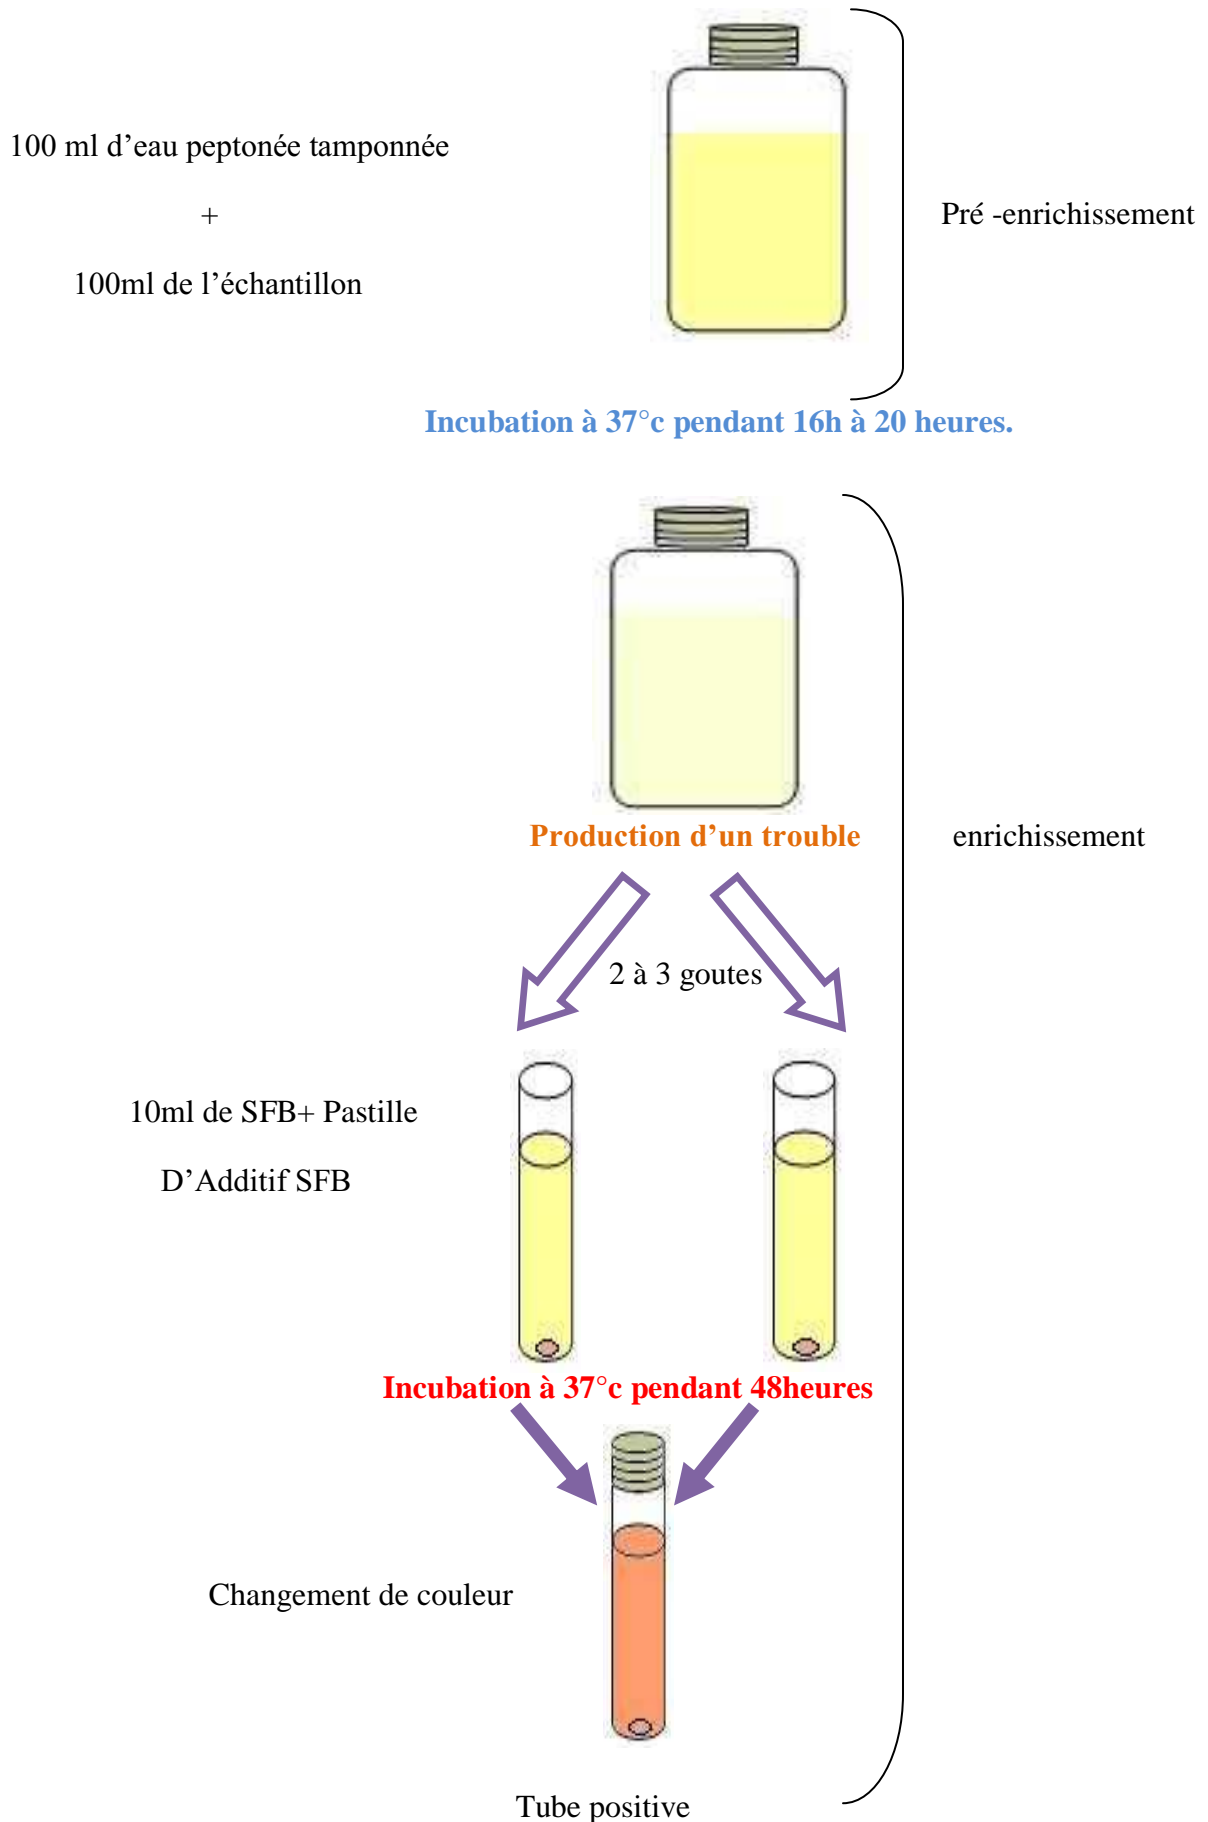 100 ml d’eau peptonée tamponnée
+
100ml de l’échantillon
Pré -enrichissement
Incubation à 37°c pendant 16h à 20 heures.
Production d’un trouble
enrichissement
2 à 3 goutes
10ml de SFB+ Pastille
D’Additif SFB
Incubation à 37°c pendant 48heures
Changement de couleur
Tube positive